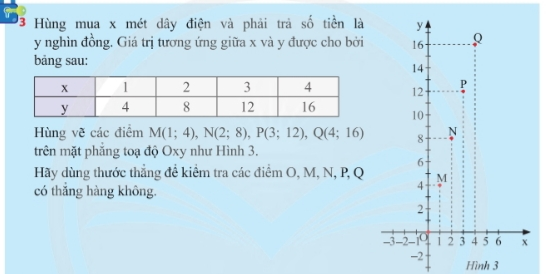 3 Hùng mua x mét dây điện và phải trả số tiền là
y nghìn đồng. Giá trị tương ứng giữa x và y được cho bởi
bảng sau:
x 1 2 3 4
y 4 8 12 16
Hùng vẽ các điểm M(1; 4), N(2; 8), P(3; 12), Q(4; 16)
trên mặt phẳng toạ độ Oxy như Hình 3.
Hãy dùng thước thẳng để kiểm tra các điểm O, M, N, P, Q
có thẳng hàng không.
y
16 Q
14
12 P
10
8 N
6
4 M
2
-3 -2 -1 O 1 2 3 4 5 6 x
-2
Hình 3